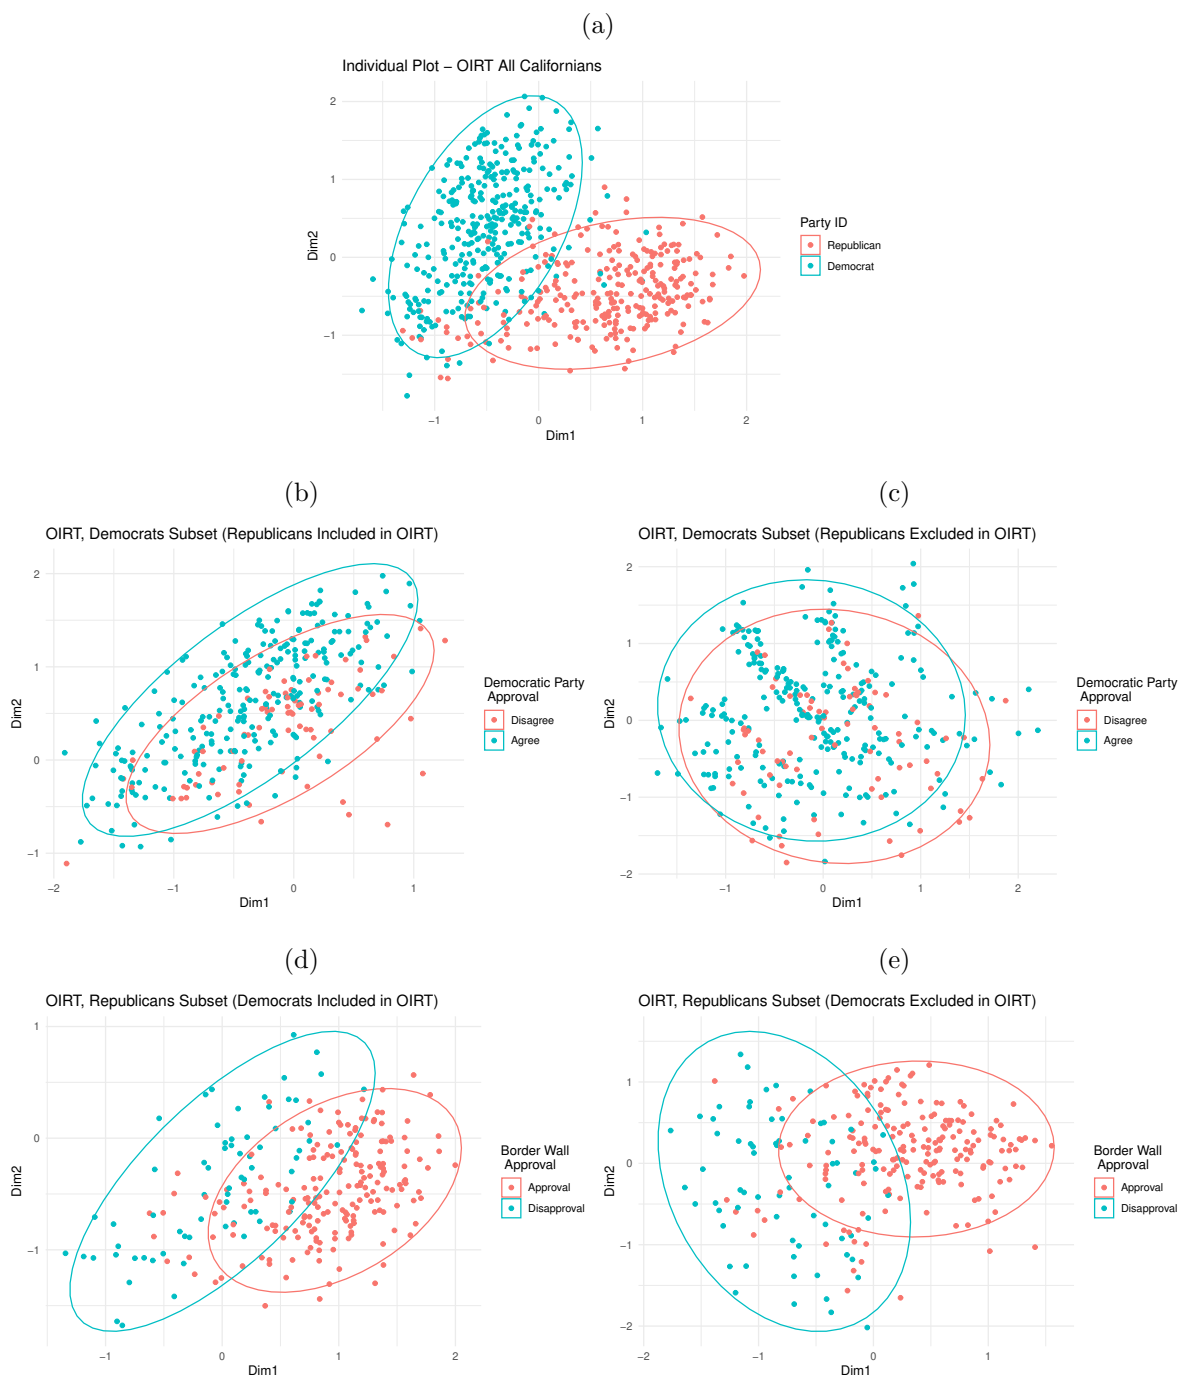 (a)
Individual Plot − OIRT All Californians
2
1
0
−1
Dim2
−1
0
1
2
Dim1
Party ID
Republican
Democrat
(b)
OIRT, Democrats Subset (Republicans Included in OIRT)
2
1
0
−1
Dim2
−2
−1
0
1
Dim1
Democratic Party
Approval
Disagree
Agree
(c)
OIRT, Democrats Subset (Republicans Excluded in OIRT)
2
1
0
−1
−2
Dim2
−1
0
1
2
Dim1
Democratic Party
Approval
Disagree
Agree
(d)
OIRT, Republicans Subset (Democrats Included in OIRT)
1
0
−1
Dim2
−1
0
1
2
Dim1
Border Wall
Approval
Approval
Disapproval
(e)
OIRT, Republicans Subset (Democrats Excluded in OIRT)
1
0
−1
−2
Dim2
−2
−1
0
1
Dim1
Border Wall
Approval
Approval
Disapproval